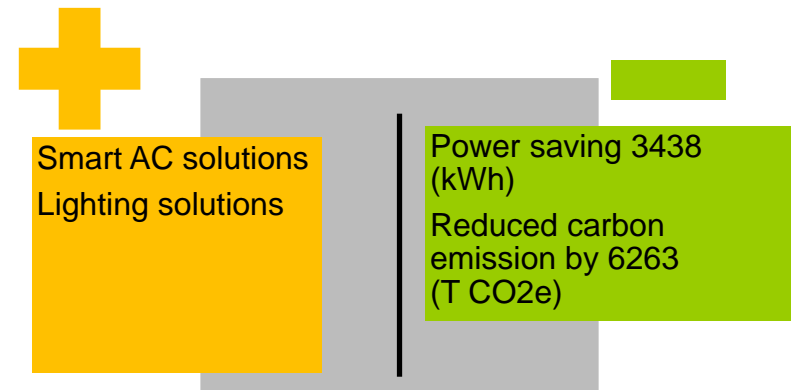 Smart AC solutions
Lighting solutions
Power saving 3438
(kWh)
Reduced carbon
emission by 6263
(T CO2e)